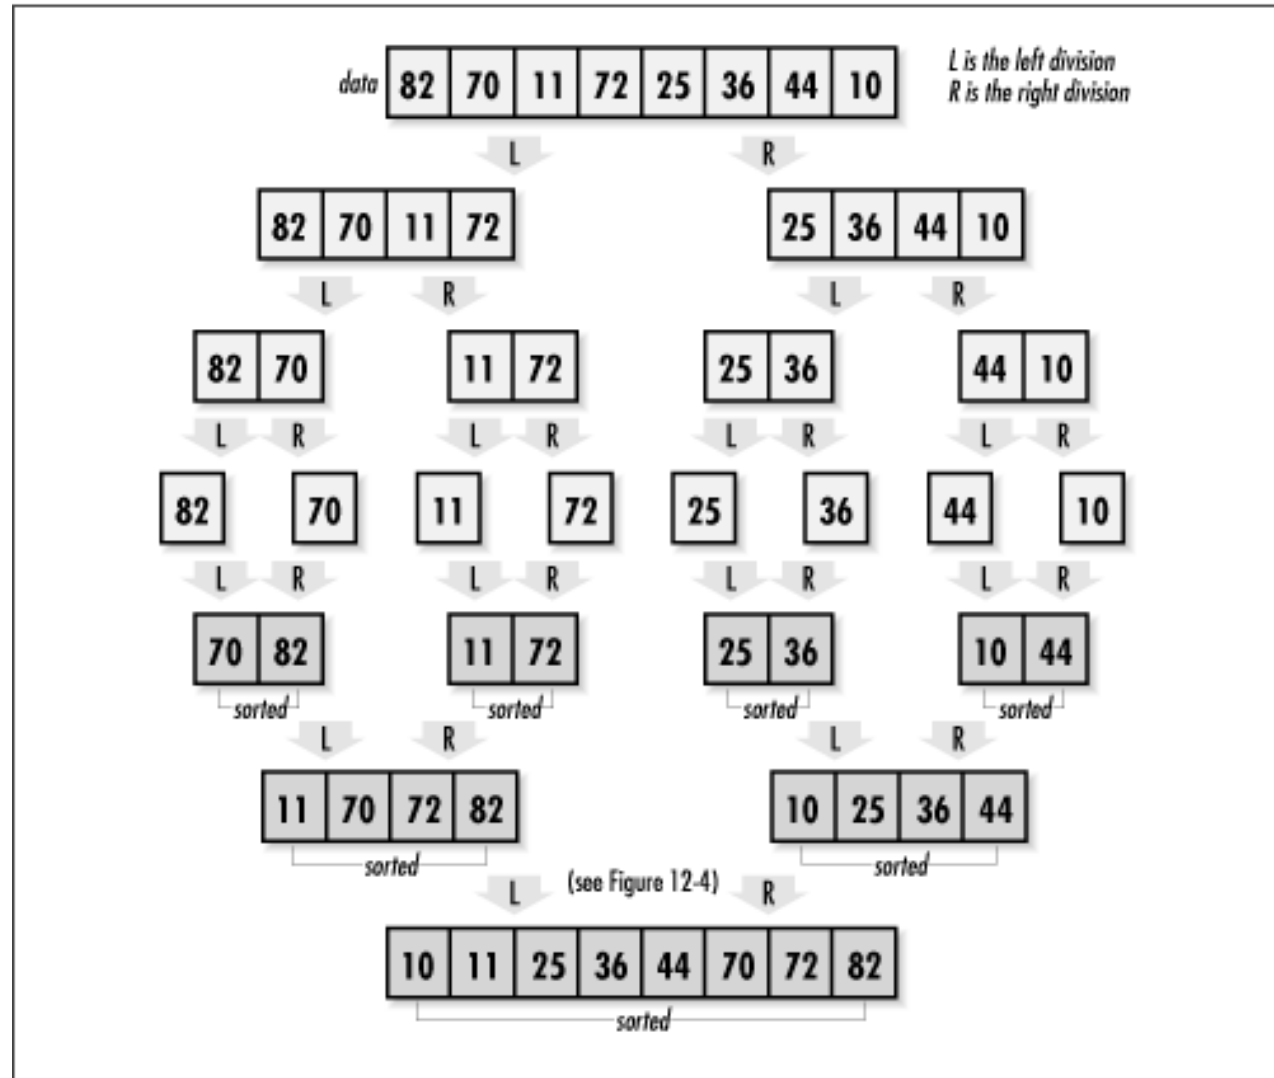 data 82 70 11 72 25 36 44 10
L is the left division
R is the right division
L R
82 70 11 72 25 36 44 10
L R L R
82 70 11 72 25 36 44 10
L R L R L R L R
82 70 11 72 25 36 44 10
L R L R L R L R
70 82 11 72 25 36 10 44
sorted sorted sorted sorted
L R L R
11 70 72 82 10 25 36 44
sorted sorted
L (see Figure 12-4) R
10 11 25 36 44 70 72 82
sorted